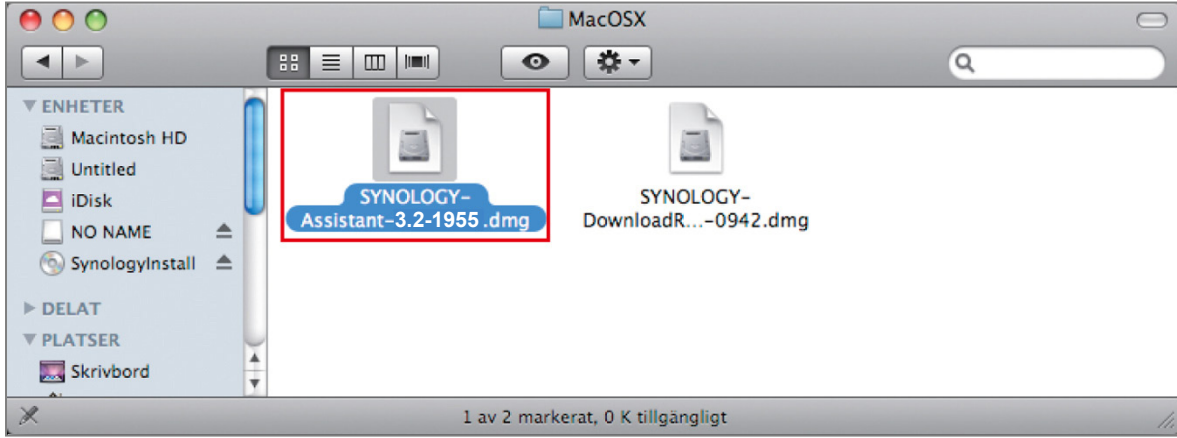 MacOSX
ENHETER
Macintosh HD
Untitled
iDisk
NO NAME
SynologyInstall
DELAT
PLATSER
Skrivbord
SYNOLOGY-
Assistant-3.2-1955.dmg
SYNOLOGY-
DownloadR...-0942.dmg
1 av 2 markerat, 0 K tillgängligt